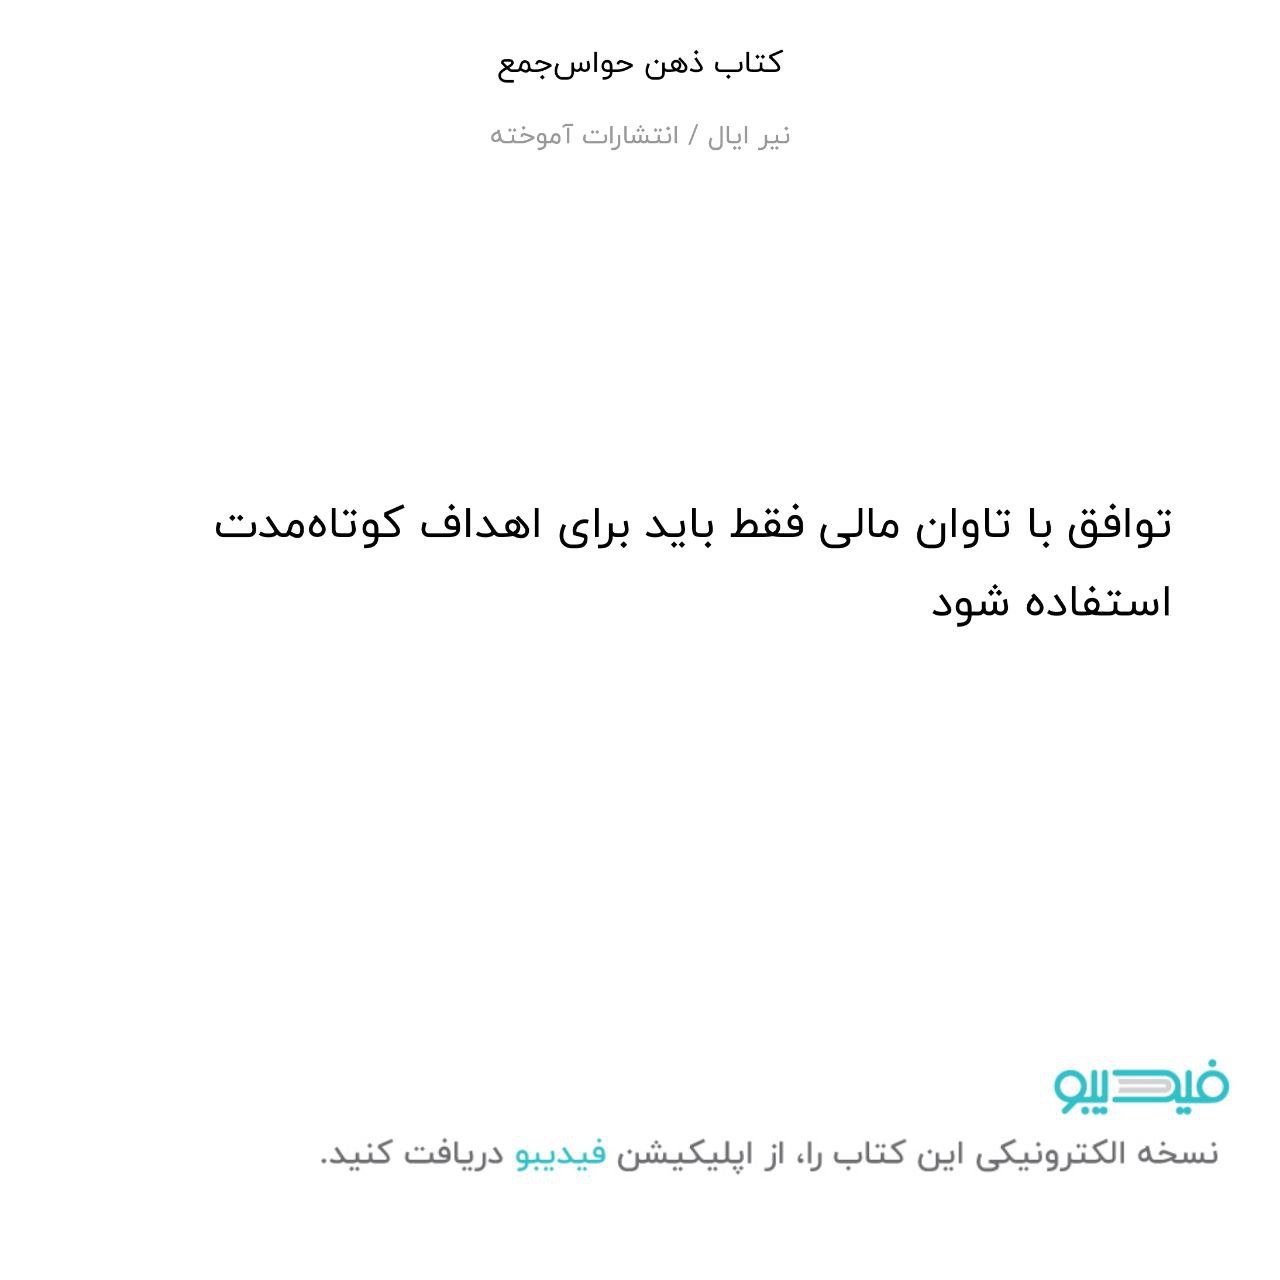 کتاب ذهن حواس‌جمع
نیر ایال / انتشارات آموخته
توافق با تاوان مالی فقط باید برای اهداف کوتاه‌مدت
استفاده شود
فیدیبو
نسخه الکترونیکی این کتاب را، از اپلیکیشن فیدیبو دریافت کنید.